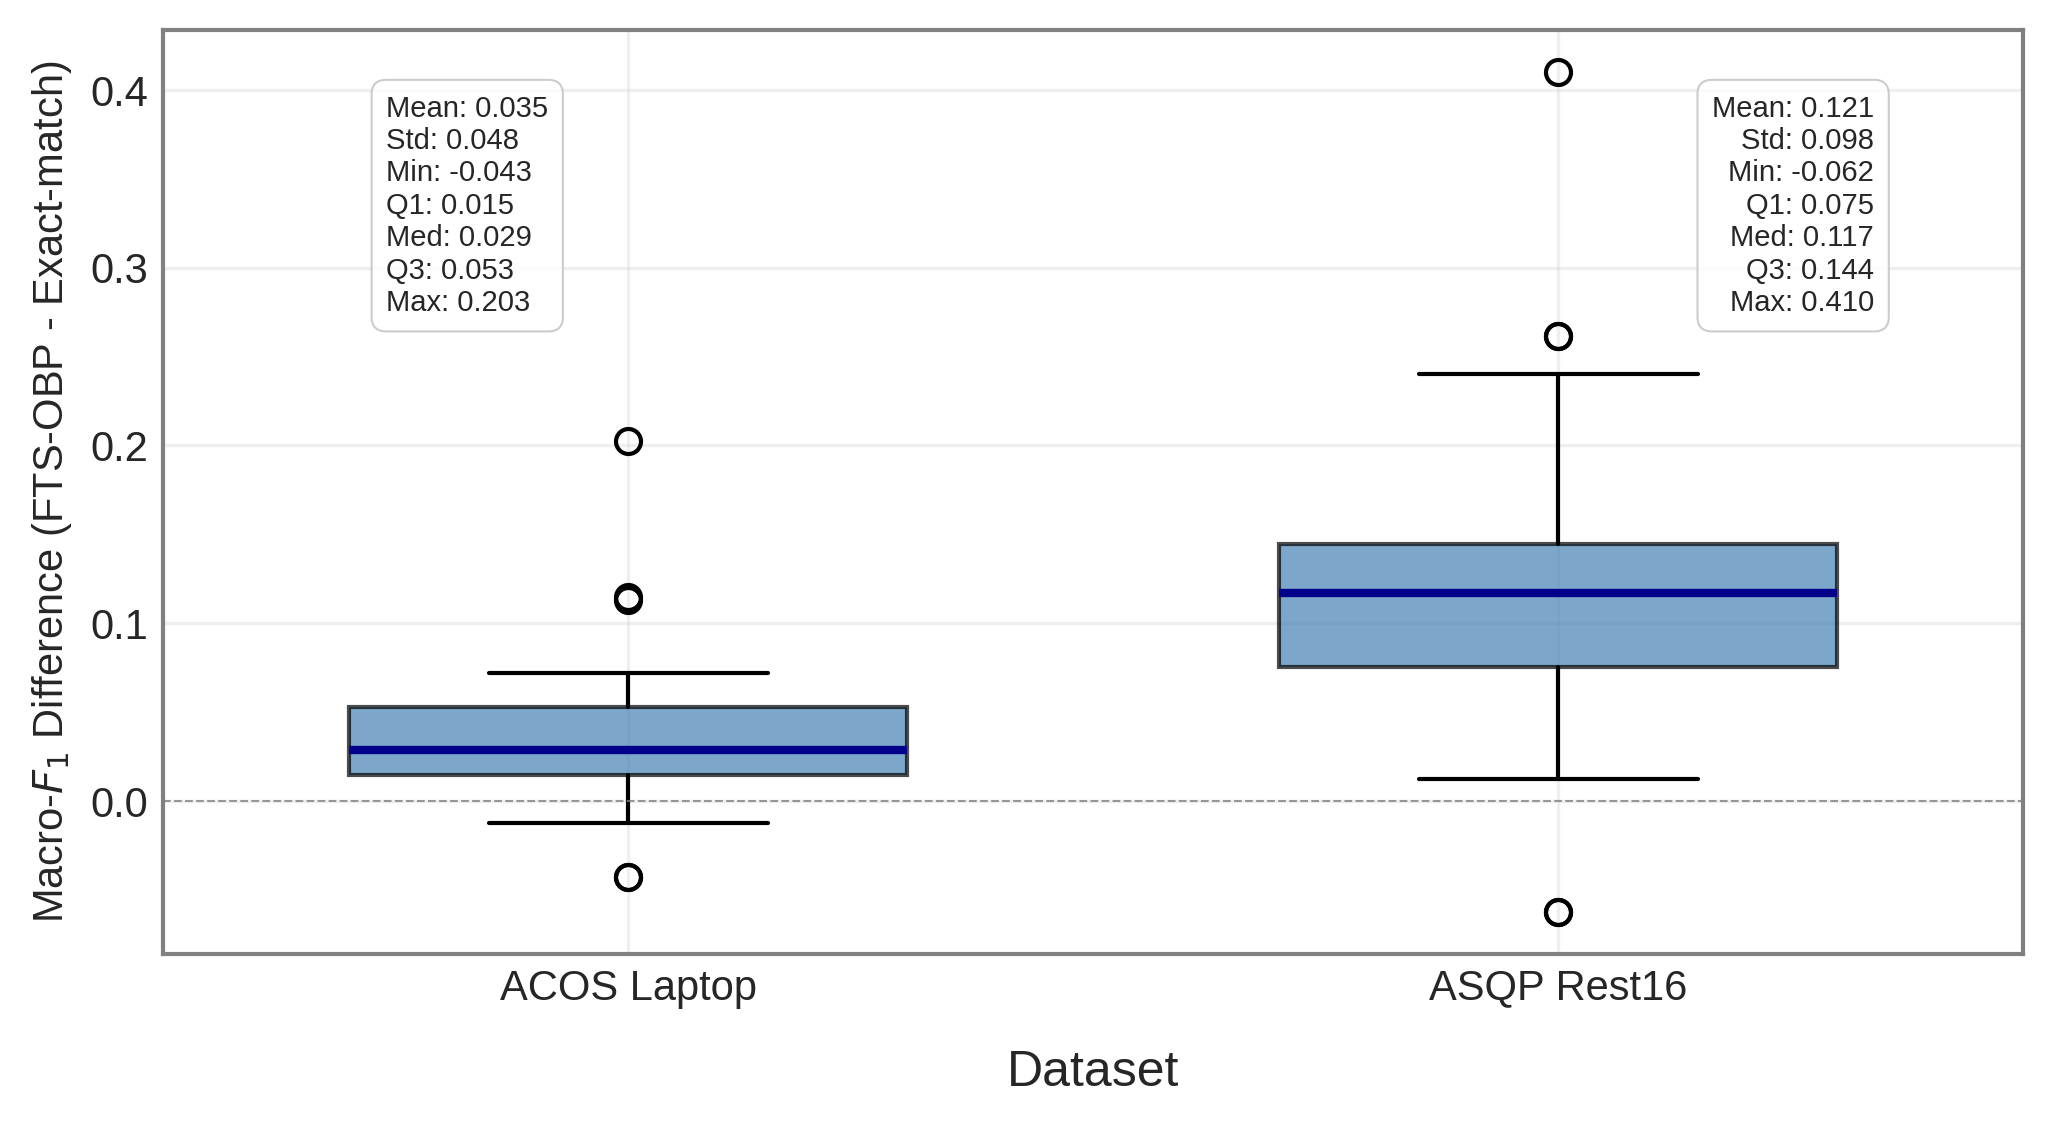 Macro-F1 Difference (FTS-OBP - Exact-match)
0.4
0.3
0.2
0.1
0.0
Mean: 0.035
Std: 0.048
Min: -0.043
Q1: 0.015
Med: 0.029
Q3: 0.053
Max: 0.203
Mean: 0.121
Std: 0.098
Min: -0.062
Q1: 0.075
Med: 0.117
Q3: 0.144
Max: 0.410
ACOS Laptop
ASQP Rest16
Dataset